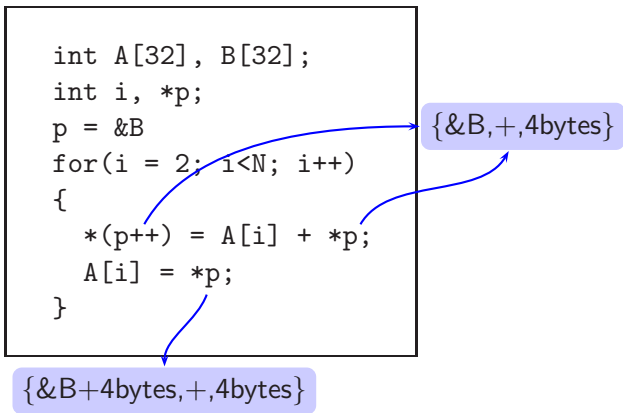 int A[32], B[32];
int i, *p;
p = &B
for(i = 2; i<N; i++)
{
*(p++) = A[i] + *p;
A[i] = *p;
}
{&B,+,4bytes}
{&B+4bytes,+,4bytes}